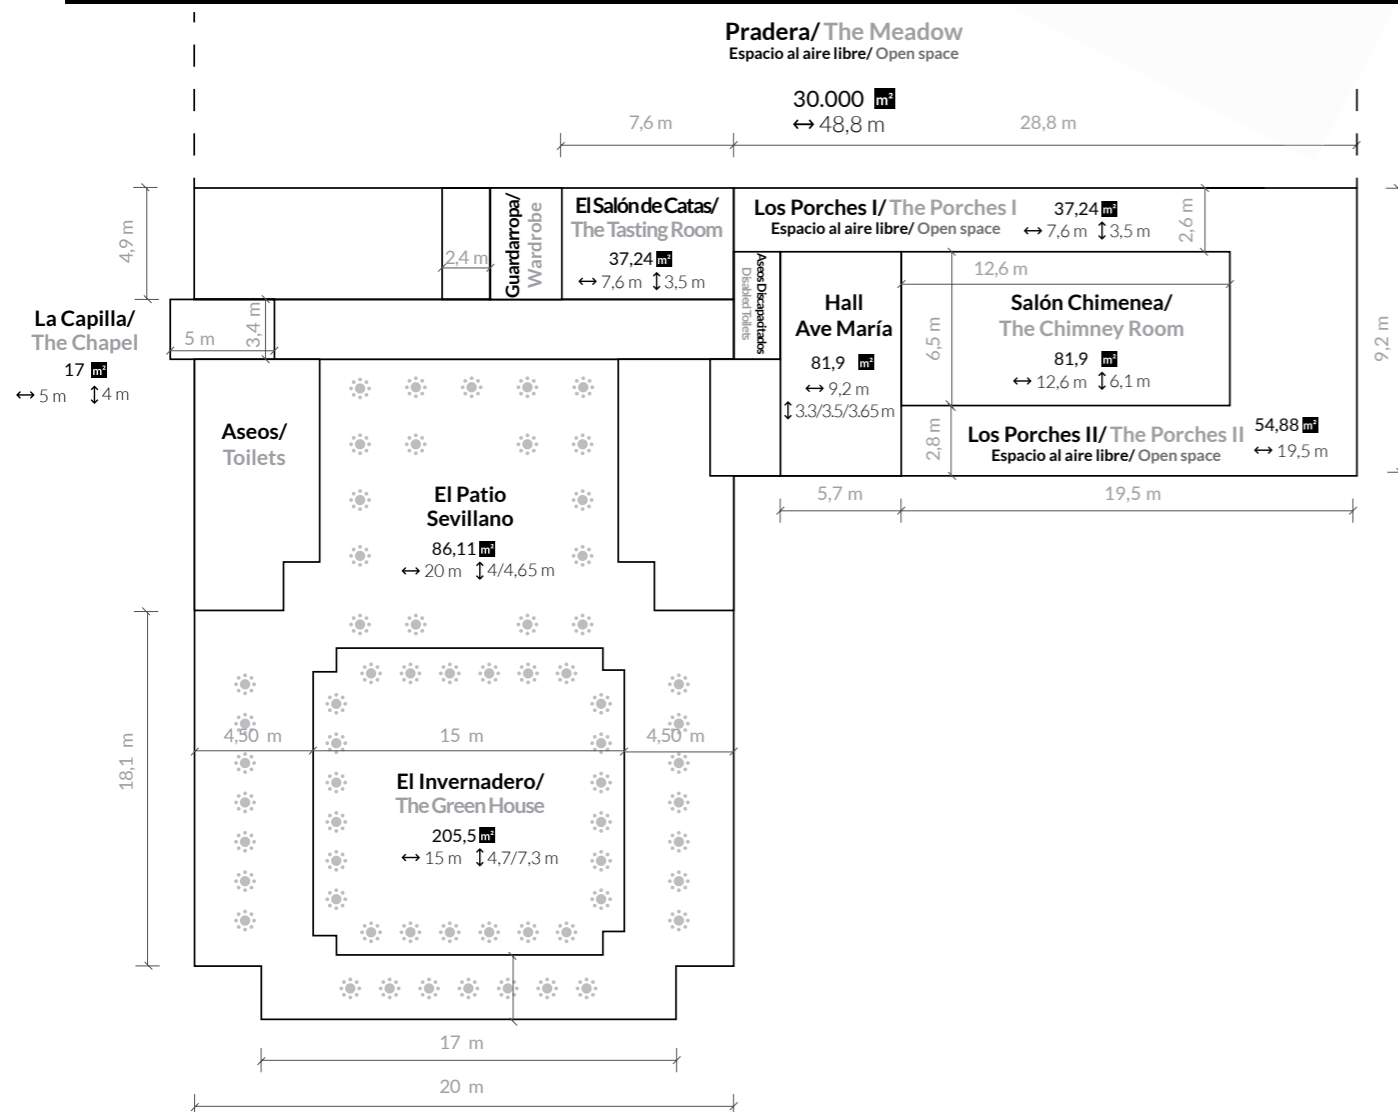 Pradera/ The Meadow
Espacio al aire libre/ Open space
30.000 m²
↔ 48,8 m
7,6 m
28,8 m
4,9 m
2,4 m
Guardarropa/
Wardrobe
El Salón de Catas/
The Tasting Room
37,24 m²
↔ 7,6 m ↕ 3,5 m
Los Porches I/ The Porches I
Espacio al aire libre/ Open space
37,24 m²
↔ 7,6 m ↕ 3,5 m
2,6 m
Aseos Discapacitados
Disabled Toilets
Hall
Ave María
81,9 m²
↔ 9,2 m
↕ 3.3/3.5/3.65 m
12,6 m
6,5 m
Salón Chimenea/
The Chimney Room
81,9 m²
↔ 12,6 m ↕ 6,1 m
9,2 m
2,8 m
Los Porches II/ The Porches II
Espacio al aire libre/ Open space
54,88 m²
↔ 19,5 m
5,7 m
19,5 m
La Capilla/
The Chapel
17 m²
↔ 5 m ↕ 4 m
5 m
3,4 m
Aseos/
Toilets
El Patio
Sevillano
86,11 m²
↔ 20 m ↕ 4/4,65 m
18,1 m
4,50 m
15 m
4,50 m
El Invernadero/
The Green House
205,5 m²
↔ 15 m ↕ 4,7/7,3 m
17 m
20 m